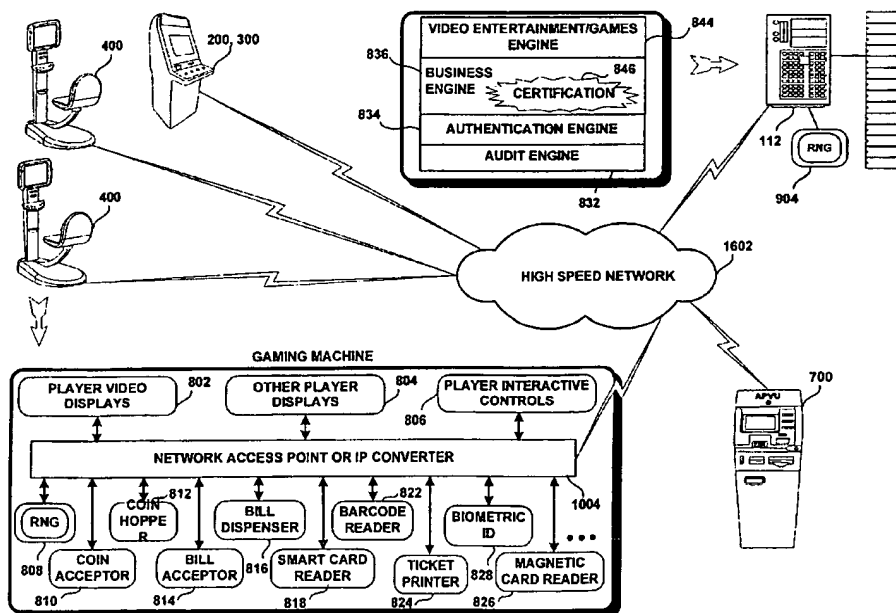 400
200, 300
VIDEO ENTERTAINMENT/GAMES
ENGINE
844
836
BUSINESS
ENGINE
846
CERTIFICATION
834
AUTHENTICATION ENGINE
AUDIT ENGINE
832
112
RNG
904
400
HIGH SPEED NETWORK
1602
GAMING MACHINE
PLAYER VIDEO
DISPLAYS
802
OTHER PLAYER
DISPLAYS
804
PLAYER INTERACTIVE
CONTROLS
806
700
APVU
NETWORK ACCESS POINT OR IP CONVERTER
1004
RNG
808
COIN
HOPPE
R
812
BILL
DISPENSER
816
BARCODE
READER
822
BIOMETRIC
ID
828
COIN
ACCEPTOR
810
BILL
ACCEPTOR
814
SMART CARD
READER
818
TICKET
PRINTER
824
MAGNETIC
CARD READER
826